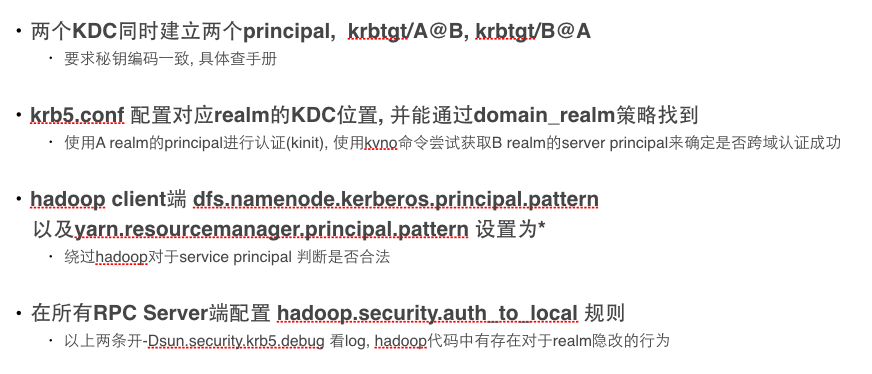 • 两个KDC同时建立两个principal, krbtgt/A@B, krbtgt/B@A
• 要求秘钥编码一致, 具体查手册
• krb5.conf 配置对应realm的KDC位置, 并能通过domain_realm策略找到
• 使用A realm的principal进行认证(kinit), 使用kvno命令尝试获取B realm的server principal来确定是否跨域认证成功
• hadoop client端 dfs.namenode.kerberos.principal.pattern
以及yarn.resourcemanager.principal.pattern 设置为*
• 绕过hadoop对于service principal 判断是否合法
• 在所有RPC Server端配置 hadoop.security.auth_to_local 规则
• 以上两条开-Dsun.security.krb5.debug 看log, hadoop代码中有存在对于realm隐改的行为